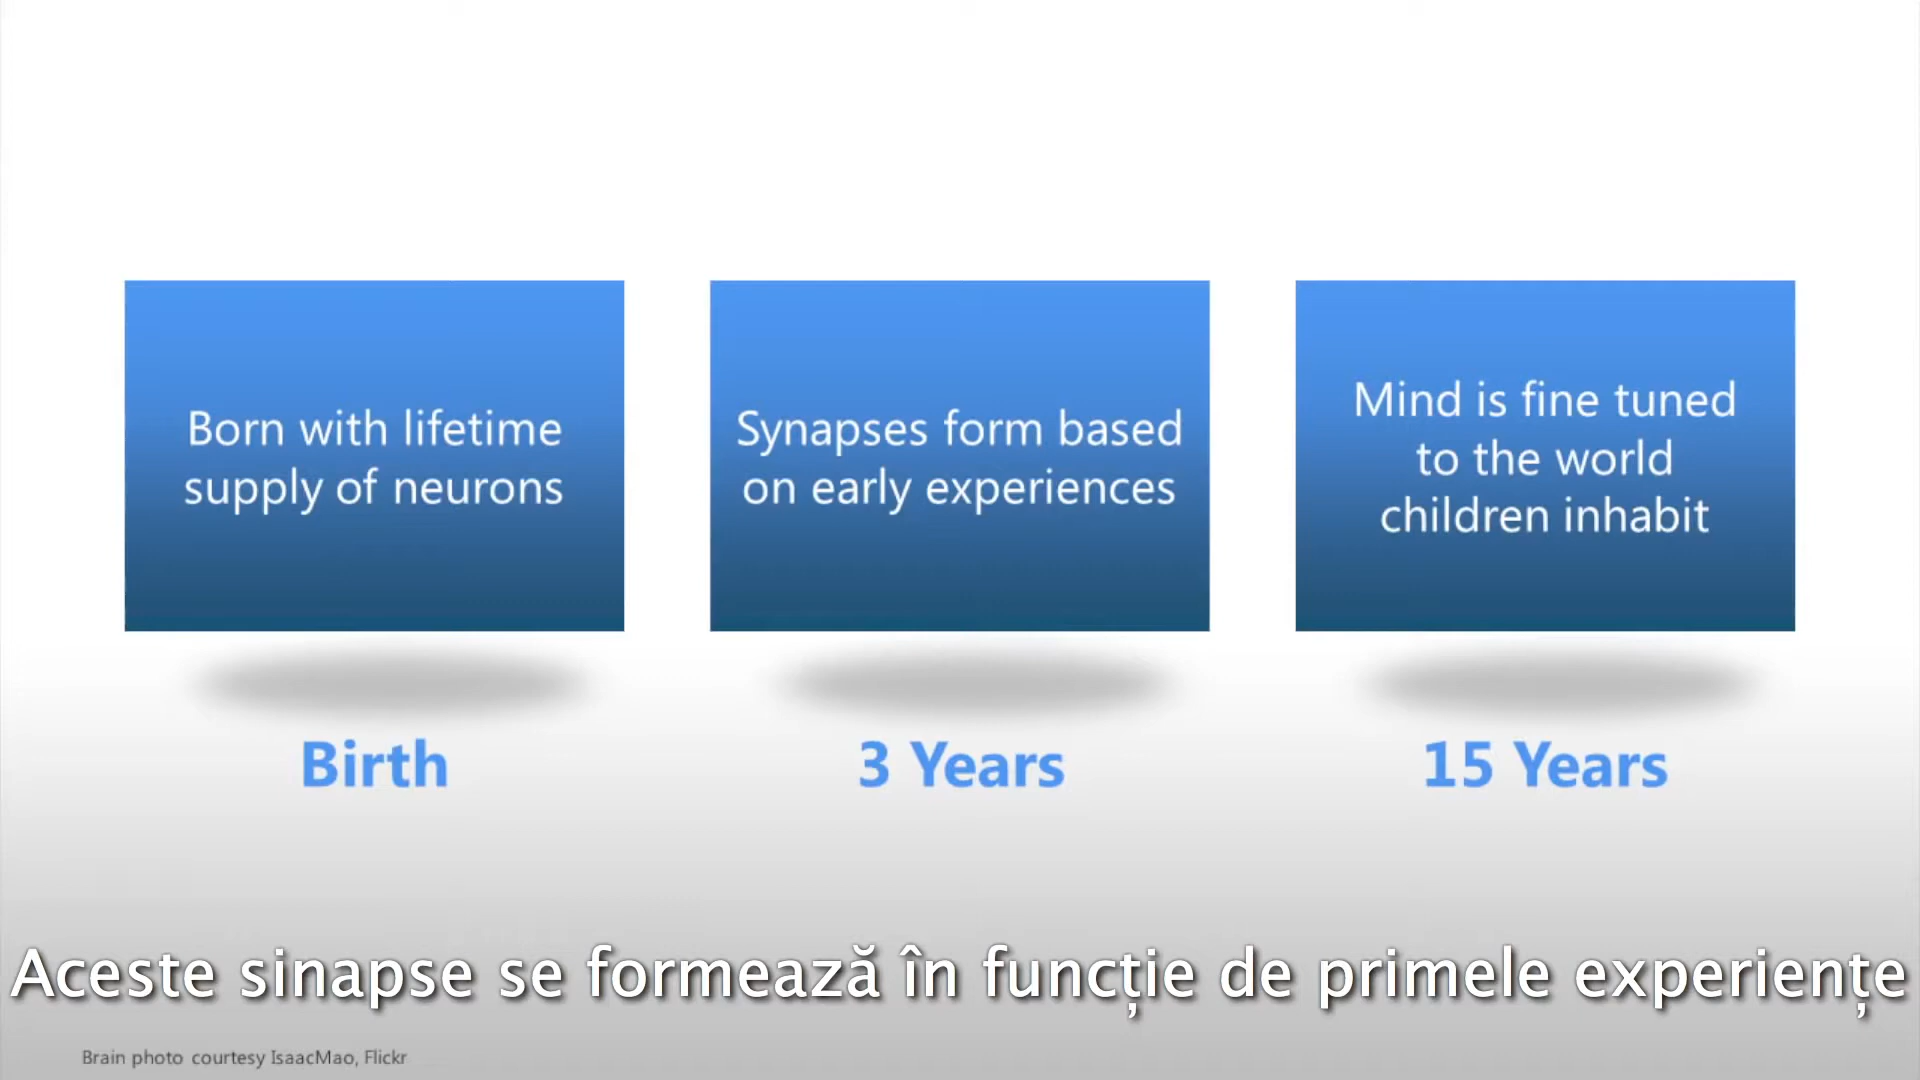 Born with lifetime
supply of neurons
Synapses form based
on early experiences
Mind is fine tuned
to the world
children inhabit
Birth
3 Years
15 Years
Aceste sinapse se formează în funcție de primele experiențe
Brain photo courtesy IsaacMao, Flickr